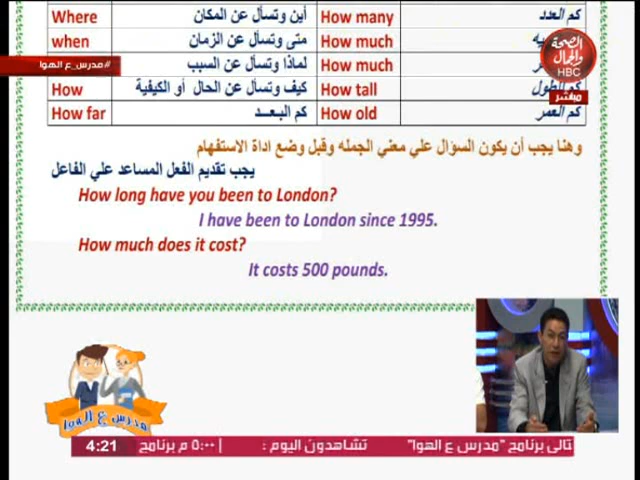 Where أين وتسأل عن المكان How many كم العدد
when متى وتسأل عن الزمان How much
لماذا وتسأل عن السبب How much
How كيف وتسأل عن الحال أو الكيفية How tall كم الطول
How far كم البعد How old كم العمر
#مدرس_ع الهوا
الصحة والجمال
HBC
مباشر
وهنا يجب أن يكون السؤال علي معني الجمله وقبل وضع اداة الاستفهام
يجب تقديم الفعل المساعد علي الفاعل
How long have you been to London?
I have been to London since 1995.
How much does it cost?
It costs 500 pounds.
مدرس ع الهوا
4:21 تالى برنامج "مدرس ع الهوا" تشاهدون اليوم : | ٥:٠٠ م برنامج